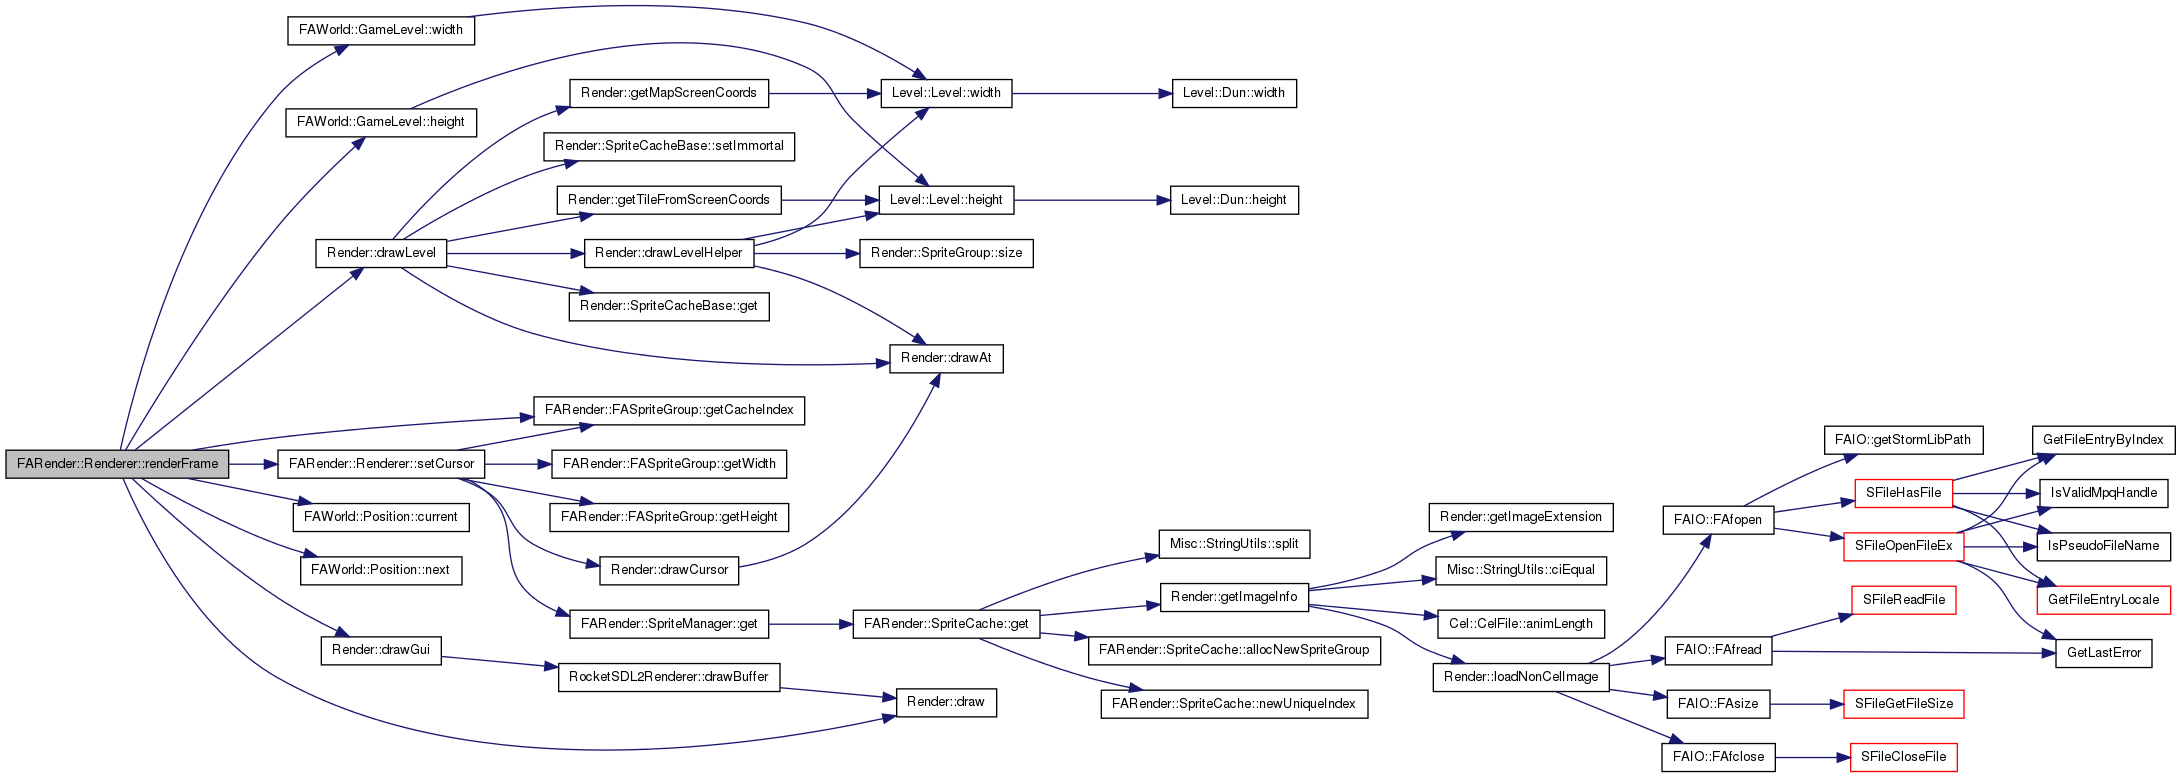 FARender::Renderer::renderFrame
FAWorld::GameLevel::width
FAWorld::GameLevel::height
Render::drawLevel
FARender::Renderer::setCursor
FAWorld::Position::current
FAWorld::Position::next
Render::drawGui
Render::getMapScreenCoords
Render::SpriteCacheBase::setImmortal
Render::getTileFromScreenCoords
Render::drawLevelHelper
Render::SpriteCacheBase::get
FARender::FASpriteGroup::getCacheIndex
FARender::FASpriteGroup::getWidth
FARender::FASpriteGroup::getHeight
Render::drawCursor
FARender::SpriteManager::get
RocketSDL2Renderer::drawBuffer
Level::Level::width
Level::Level::height
Render::SpriteGroup::size
Render::drawAt
FARender::SpriteCache::get
Render::draw
Level::Dun::width
Level::Dun::height
Misc::StringUtils::split
Render::getImageInfo
FARender::SpriteCache::allocNewSpriteGroup
FARender::SpriteCache::newUniqueIndex
Render::getImageExtension
Misc::StringUtils::ciEqual
Cel::CelFile::animLength
Render::loadNonCelImage
FAIO::FAfopen
FAIO::FAfread
FAIO::FAsize
FAIO::FAfclose
FAIO::getStormLibPath
SFileHasFile
SFileOpenFileEx
SFileReadFile
SFileGetFileSize
SFileCloseFile
GetFileEntryByIndex
IsValidMpqHandle
IsPseudoFileName
GetFileEntryLocale
GetLastError